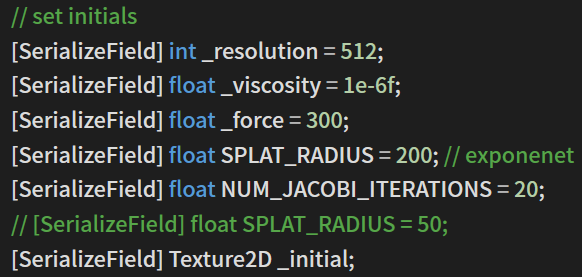 // set initials
[SerializeField] int _resolution = 512;
[SerializeField] float _viscosity = 1e-6f;
[SerializeField] float _force = 300;
[SerializeField] float SPLAT_RADIUS = 200; // exponenet
[SerializeField] float NUM_JACOBI_ITERATIONS = 20;
// [SerializeField] float SPLAT_RADIUS = 50;
[SerializeField] Texture2D _initial;